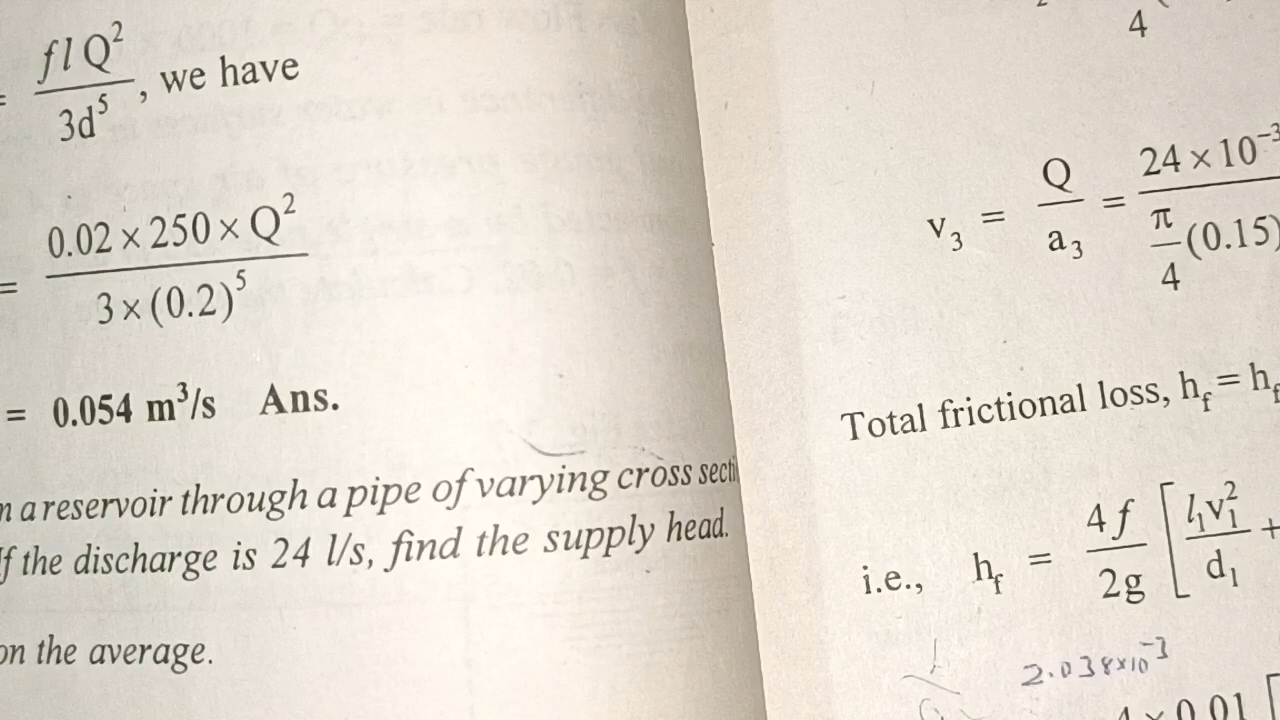 = f l Q² / 3d⁵ , we have
= 0.02 × 250 × Q² / 3 × (0.2)⁵
= 0.054 m³/s Ans.
a reservoir through a pipe of varying cross
the discharge is 24 l/s, find the supply head.
on the average.
4
v₃ = Q / a₃ = 24 × 10⁻³ / π/4 (0.15)
Total frictional loss, h_f = h_f
i.e., h_f = 4 f / 2g [ l₁v₁² / d₁ +
2.038×10⁻³
4 × 0.01 [